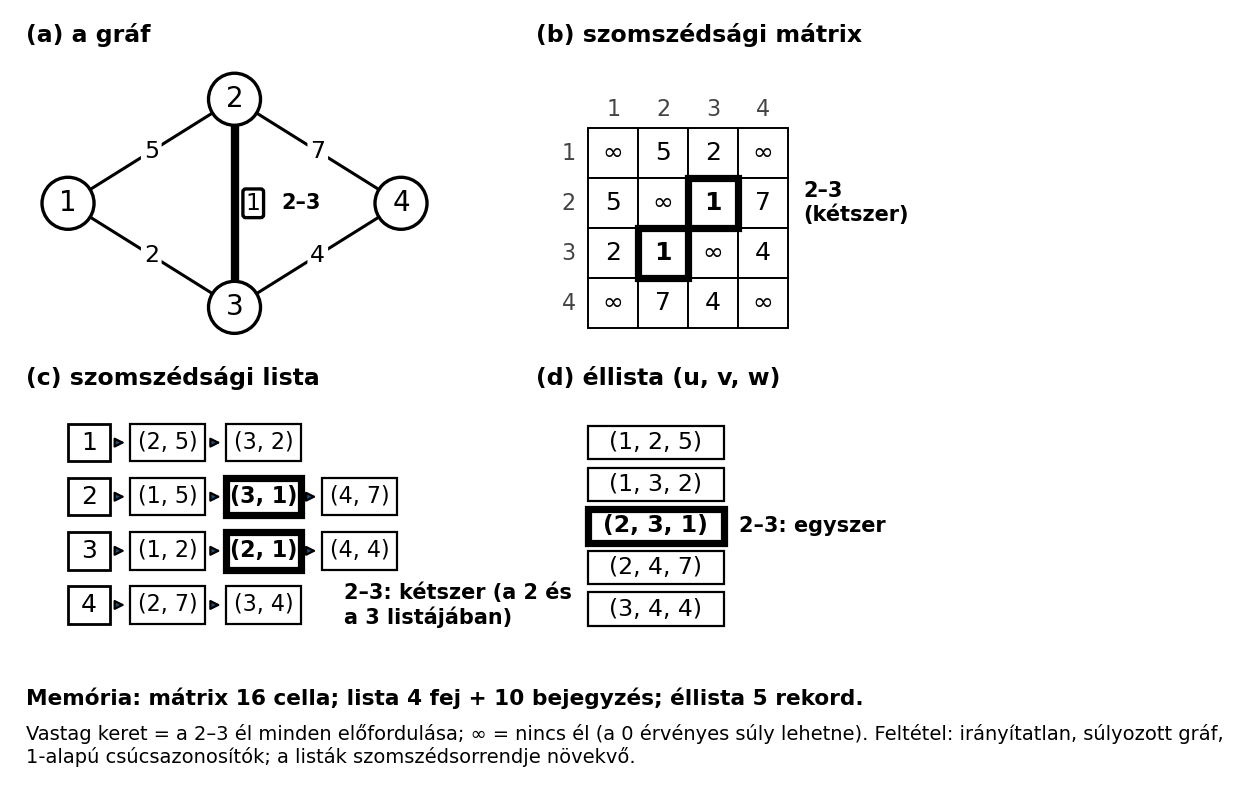 (a) a gráf
2
5
7
1
1
2–3
4
2
4
3
(b) szomszédsági mátrix
1 2 3 4
1 ∞ 5 2 ∞
2 5 ∞ 1 7
3 2 1 ∞ 4
4 ∞ 7 4 ∞
2–3
(kétszer)
(c) szomszédsági lista
1 (2, 5) (3, 2)
2 (1, 5) (3, 1) (4, 7)
3 (1, 2) (2, 1) (4, 4)
4 (2, 7) (3, 4)
2–3: kétszer (a 2 és
a 3 listájában)
(d) éllista (u, v, w)
(1, 2, 5)
(1, 3, 2)
(2, 3, 1) 2–3: egyszer
(2, 4, 7)
(3, 4, 4)
Memória: mátrix 16 cella; lista 4 fej + 10 bejegyzés; éllista 5 rekord.
Vastag keret = a 2–3 él minden előfordulása; ∞ = nincs él (a 0 érvényes súly lehetne). Feltétel: irányítatlan, súlyozott gráf,
1-alapú csúcsazonosítók; a listák szomszédsorrendje növekvő.